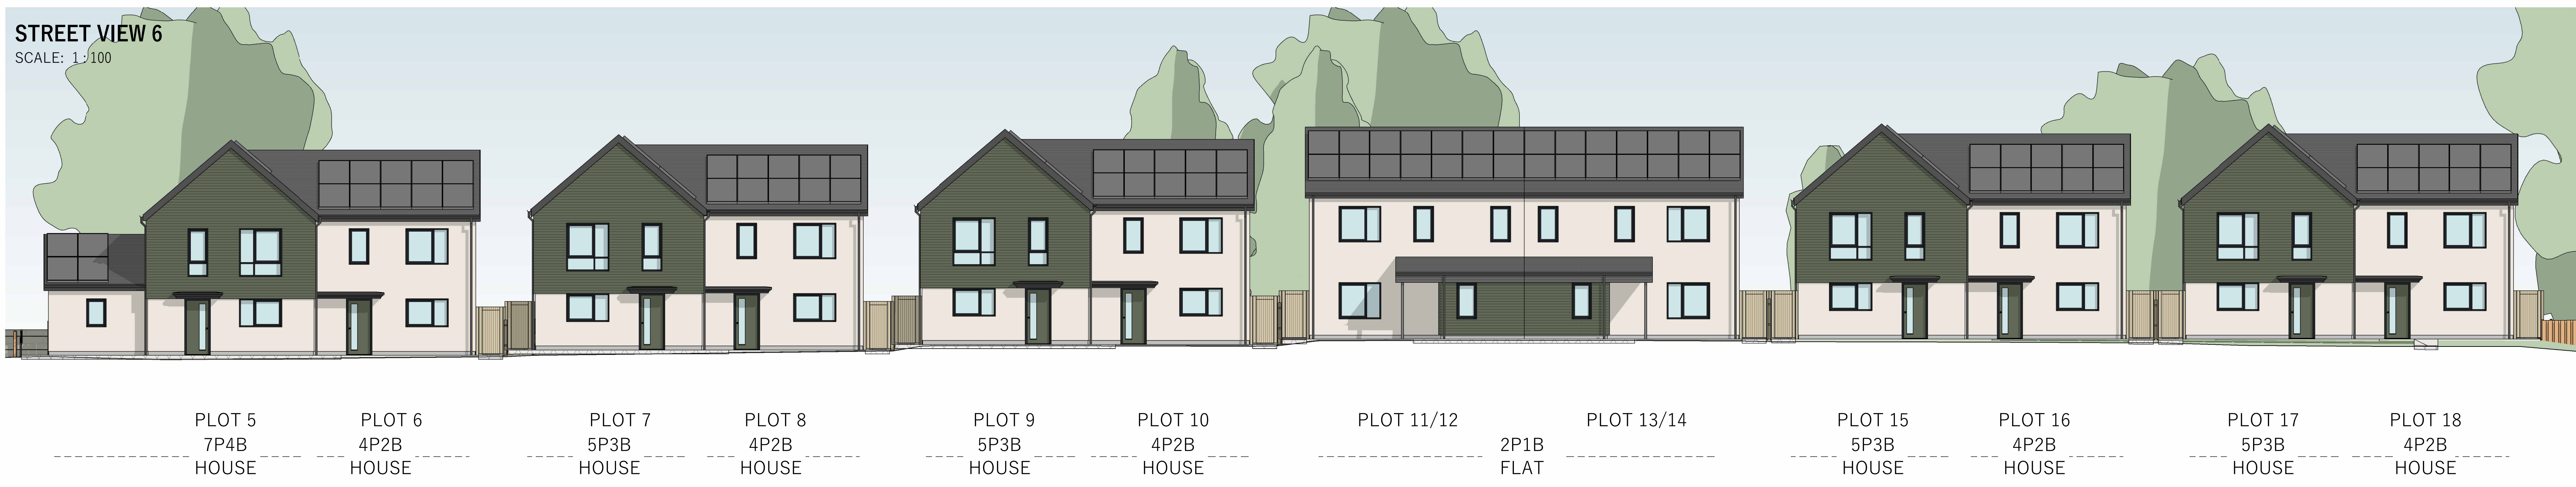 STREET VIEW 6
SCALE: 1 : 100
PLOT 5
7P4B
HOUSE
PLOT 6
4P2B
HOUSE
PLOT 7
5P3B
HOUSE
PLOT 8
4P2B
HOUSE
PLOT 9
5P3B
HOUSE
PLOT 10
4P2B
HOUSE
PLOT 11/12
PLOT 13/14
2P1B
FLAT
PLOT 15
5P3B
HOUSE
PLOT 16
4P2B
HOUSE
PLOT 17
5P3B
HOUSE
PLOT 18
4P2B
HOUSE